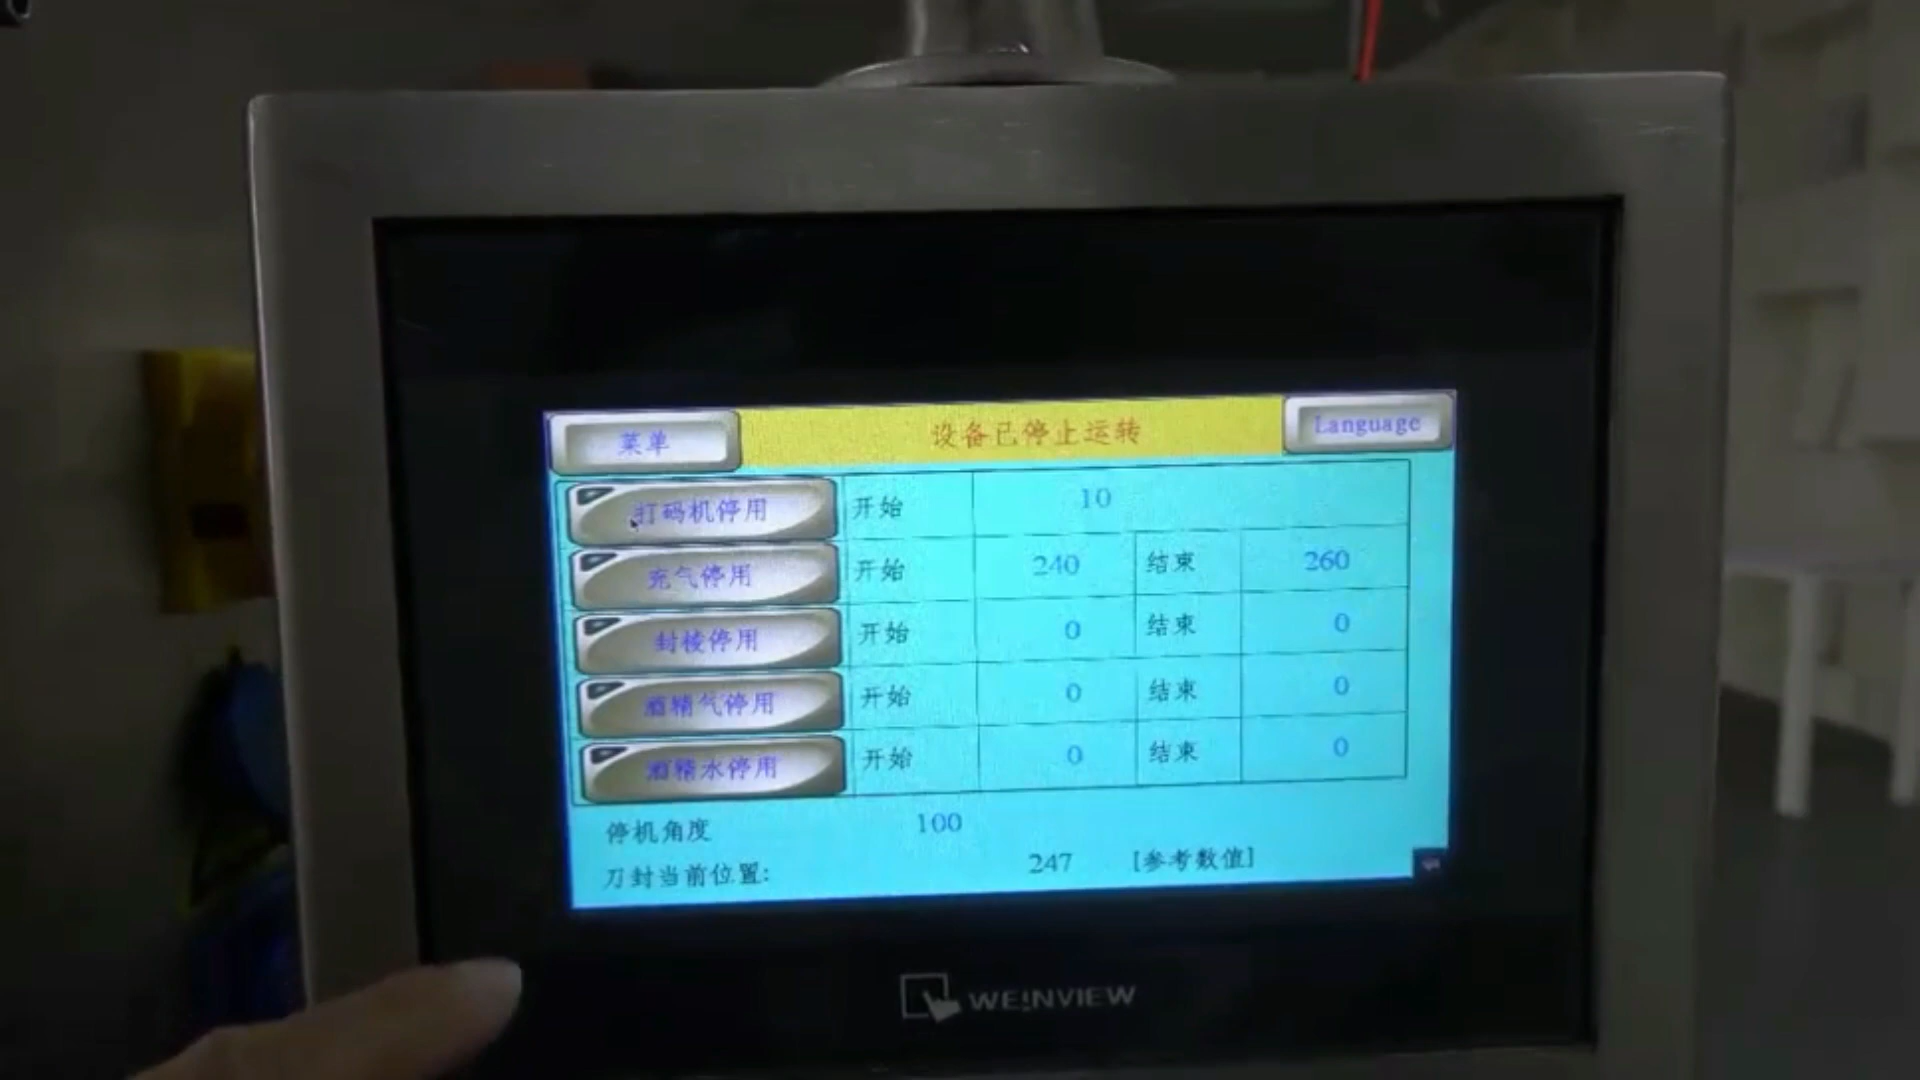 菜单 设备已停止运转 Language
打码机停用 开始 10
充气停用 开始 240 结束 260
封棱停用 开始 0 结束 0
酒精气停用 开始 0 结束 0
酒精水停用 开始 0 结束 0
停机角度 100
刀封当前位置: 247 [参考数值]
WEINVIEW